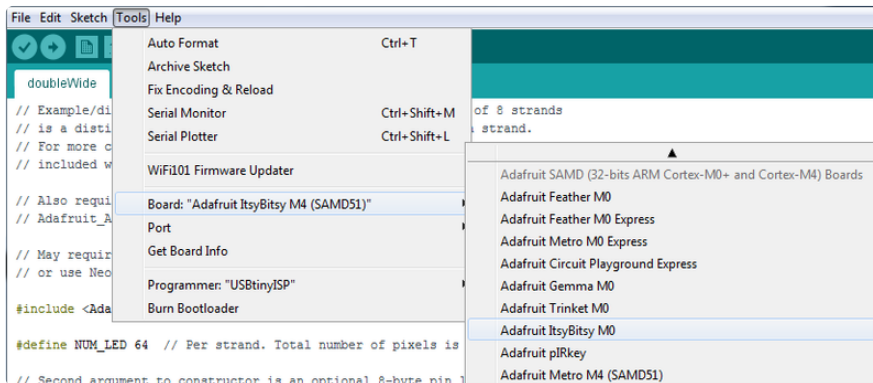 File Edit Sketch Tools Help
doubleWide
// Example/di
// is a disti
// For more c
// included w
// Also requi
// Adafruit_A
// May requir
// or use Neo
#include <Ada
#define NUM_LED 64 // Per strand. Total number of pixels is
// Second argument to constructor is an optional 8-byte pin l
of 8 strands
strand.
Auto Format Ctrl+T
Archive Sketch
Fix Encoding & Reload
Serial Monitor Ctrl+Shift+M
Serial Plotter Ctrl+Shift+L
WiFi101 Firmware Updater
Board: "Adafruit ItsyBitsy M4 (SAMD51)"
Port
Get Board Info
Programmer: "USBtinyISP"
Burn Bootloader
Adafruit SAMD (32-bits ARM Cortex-M0+ and Cortex-M4) Boards
Adafruit Feather M0
Adafruit Feather M0 Express
Adafruit Metro M0 Express
Adafruit Circuit Playground Express
Adafruit Gemma M0
Adafruit Trinket M0
Adafruit ItsyBitsy M0
Adafruit pIRkey
Adafruit Metro M4 (SAMD51)